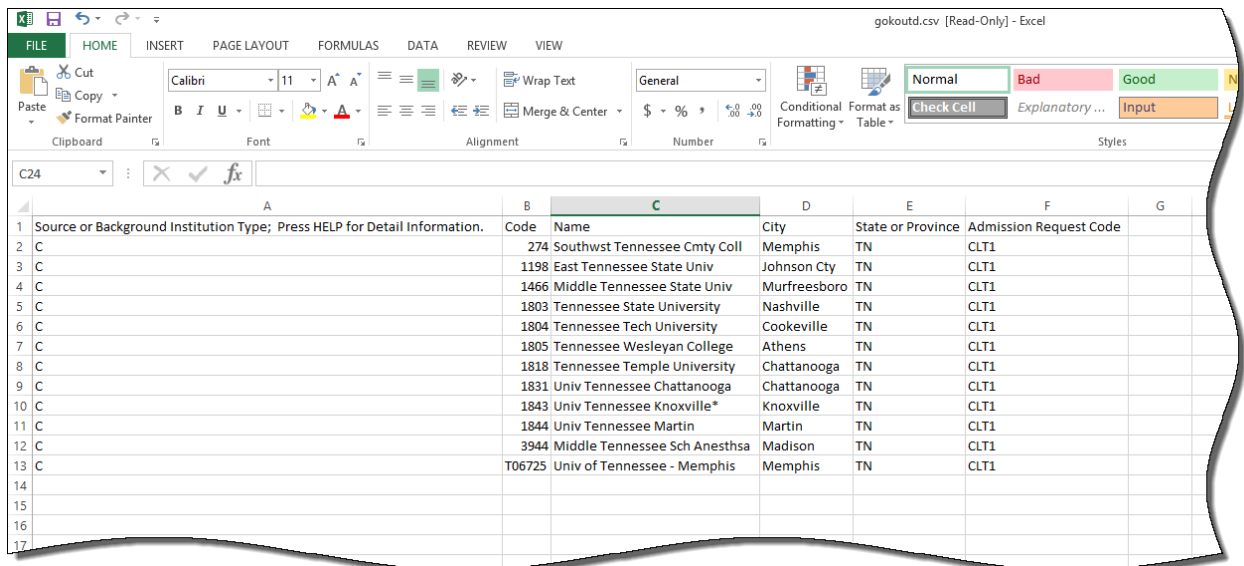 gokoutd.csv [Read-Only] - Excel
FILE HOME INSERT PAGE LAYOUT FORMULAS DATA REVIEW VIEW
Cut
Copy
Format Painter
Paste
Clipboard
Calibri 11
B I U
Font
Wrap Text
Merge & Center
Alignment
General
$ % ,
Number
Conditional Formatting
Format as Table
Normal Bad Good N
Check Cell Explanatory ... Input L
Styles
C24 fx
A B C D E F G
1 Source or Background Institution Type; Press HELP for Detail Information. Code Name City State or Province Admission Request Code
2 C 274 Southwst Tennessee Cmty Coll Memphis TN CLT1
3 C 1198 East Tennessee State Univ Johnson Cty TN CLT1
4 C 1466 Middle Tennessee State Univ Murfreesboro TN CLT1
5 C 1803 Tennessee State University Nashville TN CLT1
6 C 1804 Tennessee Tech University Cookeville TN CLT1
7 C 1805 Tennessee Wesleyan College Athens TN CLT1
8 C 1818 Tennessee Temple University Chattanooga TN CLT1
9 C 1831 Univ Tennessee Chattanooga Chattanooga TN CLT1
10 C 1843 Univ Tennessee Knoxville* Knoxville TN CLT1
11 C 1844 Univ Tennessee Martin Martin TN CLT1
12 C 3944 Middle Tennessee Sch Anesthsa Madison TN CLT1
13 C T06725 Univ of Tennessee - Memphis Memphis TN CLT1
14
15
16
17